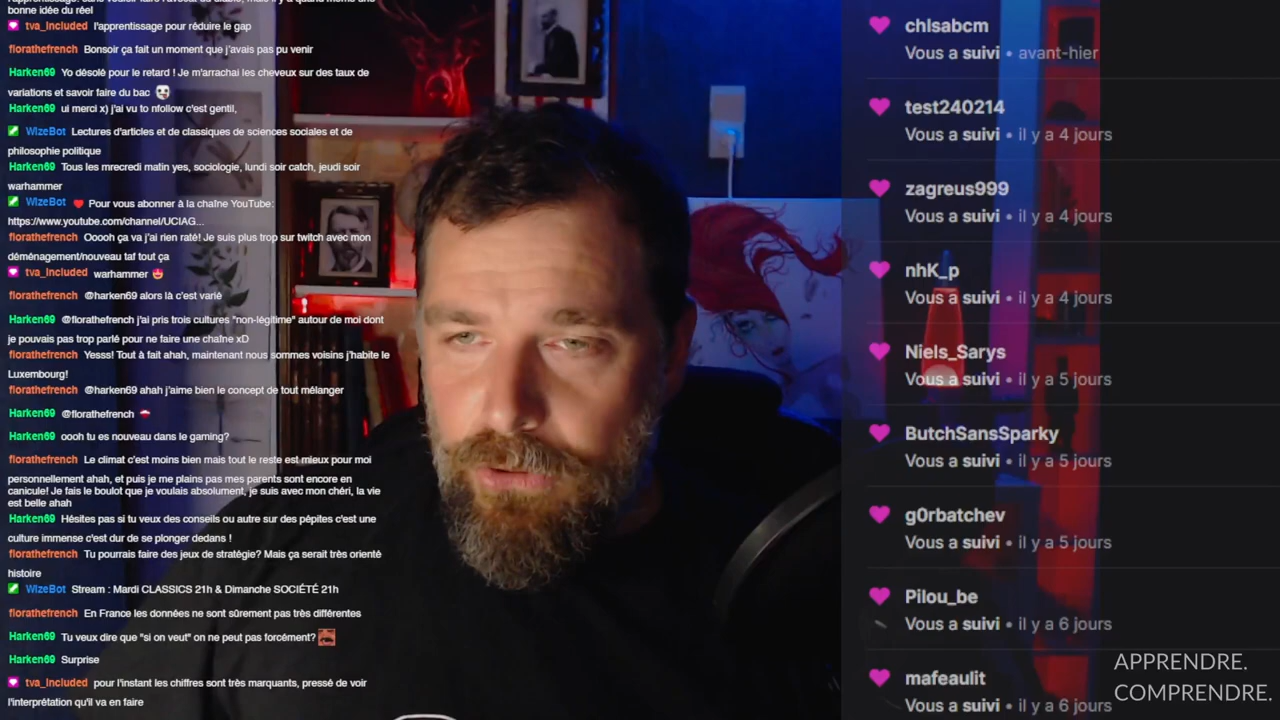 bonne idée du réel
tva_included l'apprentissage pour réduire le gap
florathefrench Bonsoir ça fait un moment que j'avais pas pu venir
Harken69 Yo désolé pour le retard ! Je m'arrachai les cheveux sur des taux de
variations et savoir faire du bac
Harken69 ui merci x) j'ai vu to nfollow c'est gentil,
WizeBot Lectures d'articles et de classiques de sciences sociales et de
philosophie politique
Harken69 Tous les mrecredi matin yes, sociologie, lundi soir catch, jeudi soir
warhammer
WizeBot Pour vous abonner à la chaîne YouTube:
https://www.youtube.com/channel/UCIAG...
florathefrench Ooooh ça va j'ai rien raté! Je suis plus trop sur twitch avec mon
déménagement/nouveau taf tout ça
tva_included warhammer
florathefrench @harken69 alors là c'est varié
Harken69 @florathefrench j'ai pris trois cultures "non-légitime" autour de moi dont
je pouvais pas trop parlé pour ne faire une chaîne xD
florathefrench Yesss! Tout à fait ahah, maintenant nous sommes voisins j'habite le
Luxembourg!
florathefrench @harken69 ahah j'aime bien le concept de tout mélanger
Harken69 @florathefrench
Harken69 oooh tu es nouveau dans le gaming?
florathefrench Le climat c'est moins bien mais tout le reste est mieux pour moi
personnellement ahah, et puis je me plains pas mes parents sont encore en
canicule! Je fais le boulot que je voulais absolument, je suis avec mon chéri, la vie
est belle ahah
Harken69 Hésites pas si tu veux des conseils ou autre sur des pépites c'est une
culture immense c'est dur de se plonger dedans !
florathefrench Tu pourrais faire des jeux de stratégie? Mais ça serait très orienté
histoire
WizeBot Stream : Mardi CLASSICS 21h & Dimanche SOCIÉTÉ 21h
florathefrench En France les données ne sont sûrement pas très différentes
Harken69 Tu veux dire que "si on veut" on ne peut pas forcément?
Harken69 Surprise
tva_included pour l'instant les chiffres sont très marquants, pressé de voir
l'interprétation qu'il va en faire
chlsabcm
Vous a suivi • avant-hier
test240214
Vous a suivi • il y a 4 jours
zagreus999
Vous a suivi • il y a 4 jours
nhK_p
Vous a suivi • il y a 4 jours
Niels_Sarys
Vous a suivi • il y a 5 jours
ButchSansSparky
Vous a suivi • il y a 5 jours
g0rbatchev
Vous a suivi • il y a 5 jours
Pilou_be
Vous a suivi • il y a 6 jours
mafeaulit
Vous a suivi • il y a 6 jours
APPRENDRE.
COMPRENDRE.